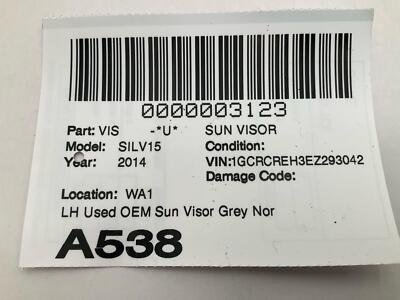 0000003123
Part: VIS -*U* SUN VISOR
Model: SILV15 Condition:
Year: 2014 VIN:1GCRCREH3EZ293042
Damage Code:
Location: WA1
LH Used OEM Sun Visor Grey Nor
A538